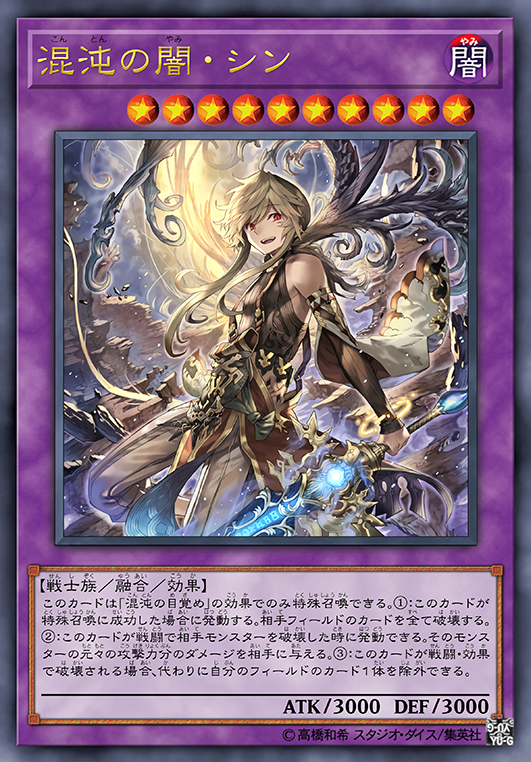 混沌の闇・シン
闇
【戦士族／融合／効果】
このカードは「混沌の目覚め」の効果でのみ特殊召喚できる。①:このカードが
特殊召喚に成功した場合に発動する。相手フィールドのカードを全て破壊する。
②:このカードが戦闘で相手モンスターを破壊した時に発動できる。そのモンス
ターの元々の攻撃力分のダメージを相手に与える。③:このカードが戦闘・効果
で破壊される場合、代わりに自分のフィールドのカード1体を除外できる。
ATK/3000 DEF/3000
©高橋和希 スタジオ・ダイス/集英社